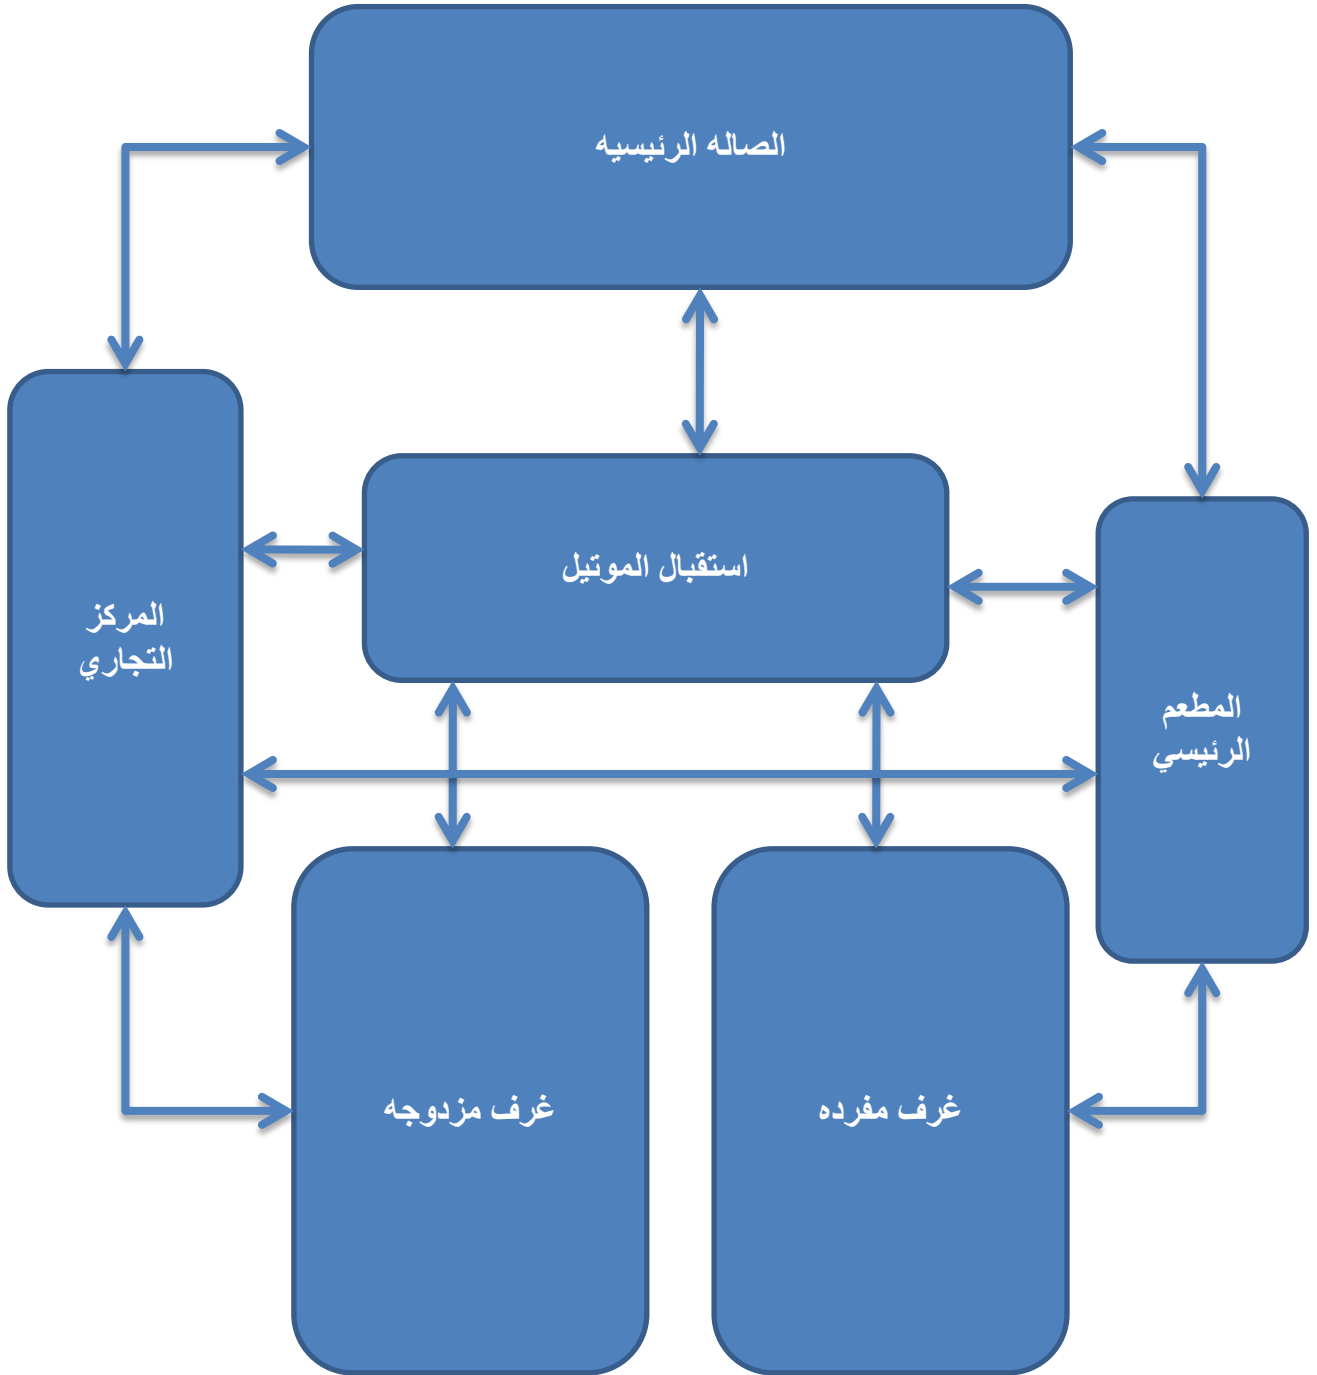 الصاله الرئيسيه
استقبال الموتيل
المركز
التجاري
المطعم
الرئيسي
غرف مفرده
غرف مزدوجه